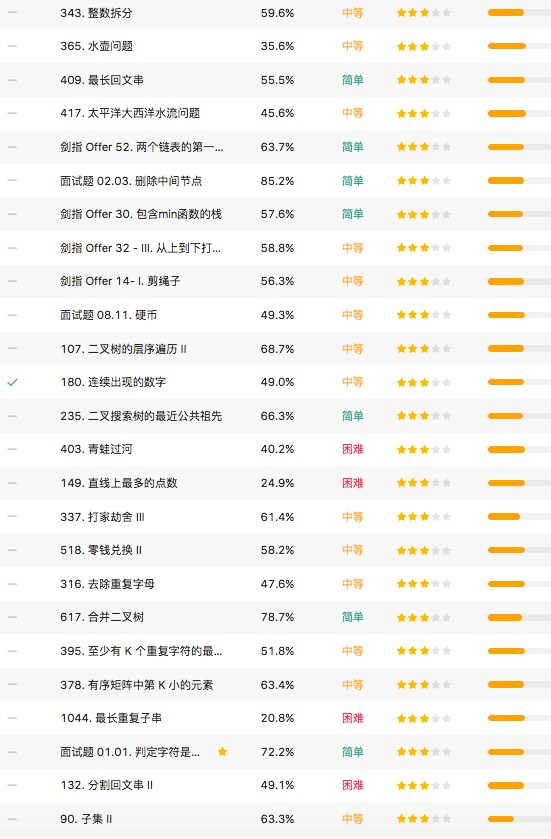 343. 整数拆分 59.6% 中等
365. 水壶问题 35.6% 中等
409. 最长回文串 55.5% 简单
417. 太平洋大西洋水流问题 45.6% 中等
剑指 Offer 52. 两个链表的第一... 63.7% 简单
面试题 02.03. 删除中间节点 85.2% 简单
剑指 Offer 30. 包含min函数的栈 57.6% 简单
剑指 Offer 32 - III. 从上到下打... 58.8% 中等
剑指 Offer 14- I. 剪绳子 56.3% 中等
面试题 08.11. 硬币 49.3% 中等
107. 二叉树的层序遍历 II 68.7% 中等
180. 连续出现的数字 49.0% 中等
235. 二叉搜索树的最近公共祖先 66.3% 简单
403. 青蛙过河 40.2% 困难
149. 直线上最多的点数 24.9% 困难
337. 打家劫舍 III 61.4% 中等
518. 零钱兑换 II 58.2% 中等
316. 去除重复字母 47.6% 中等
617. 合并二叉树 78.7% 简单
395. 至少有 K 个重复字符的最... 51.8% 中等
378. 有序矩阵中第 K 小的元素 63.4% 中等
1044. 最长重复子串 20.8% 困难
面试题 01.01. 判定字符是... 72.2% 简单
132. 分割回文串 II 49.1% 困难
90. 子集 II 63.3% 中等